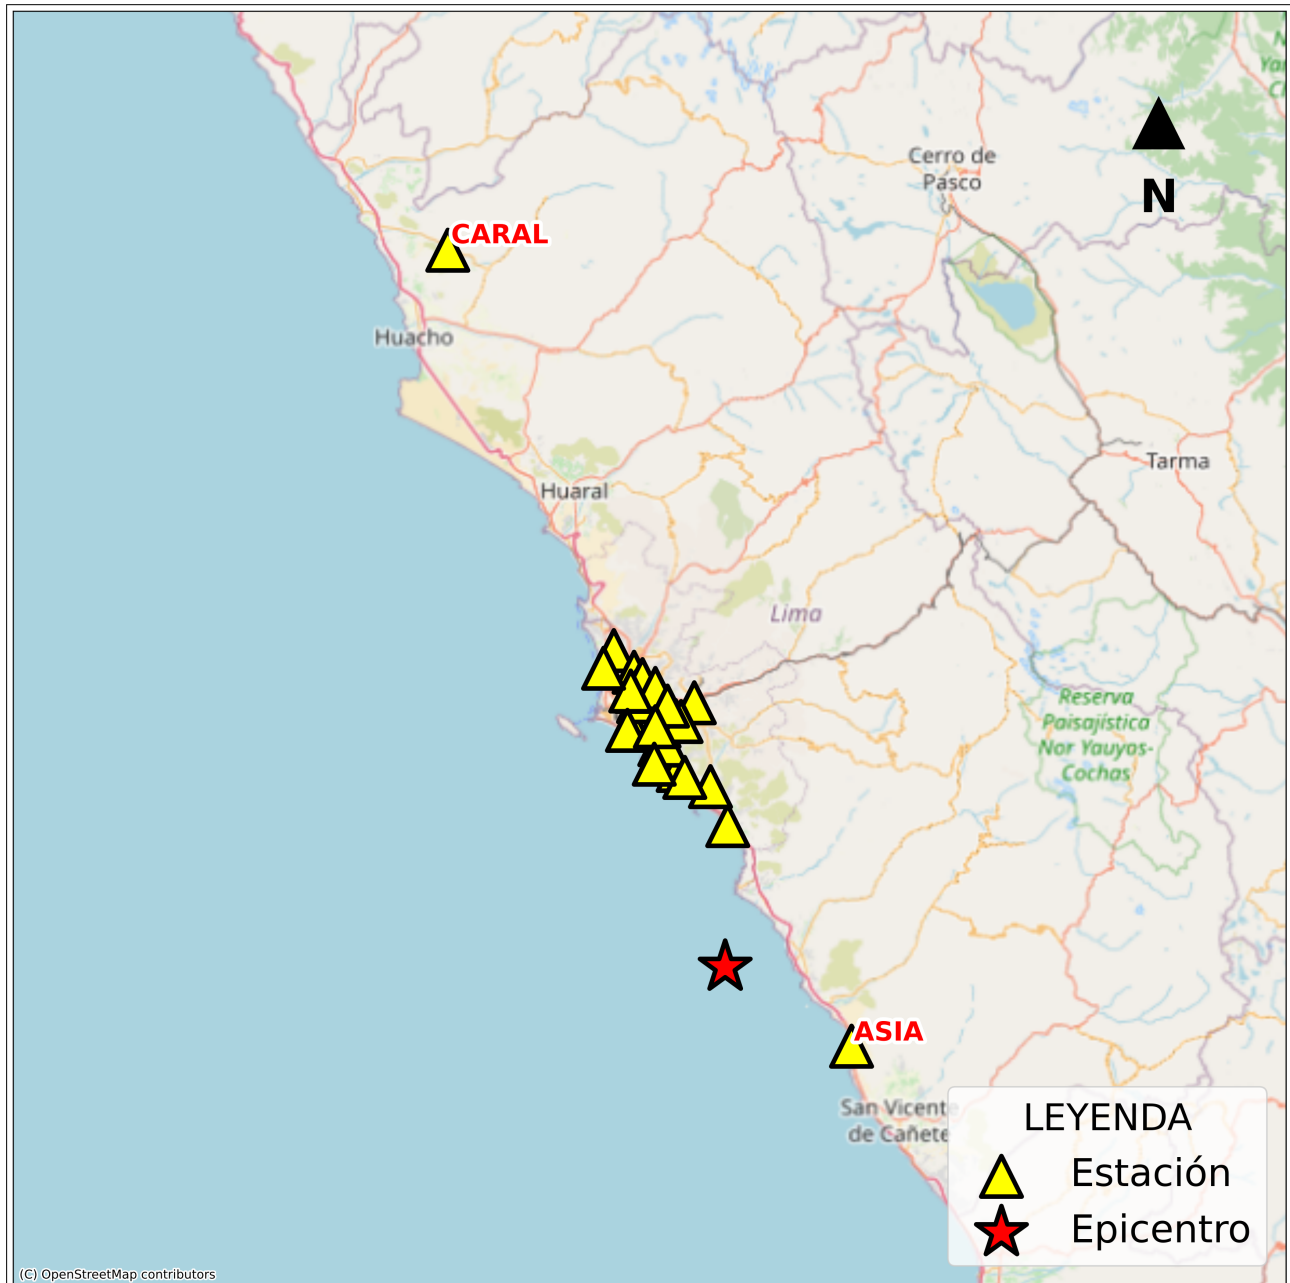 N
Yan
Cerro de
Pasco
N
CARAL
Huacho
Tarma
Huaral
Lima
Reserva
Paisajística
Nor Yauyos-
Cochas
ASIA
San Vicente
de Cañete
LEYENDA
Estación
Epicentro
(C) OpenStreetMap contributors